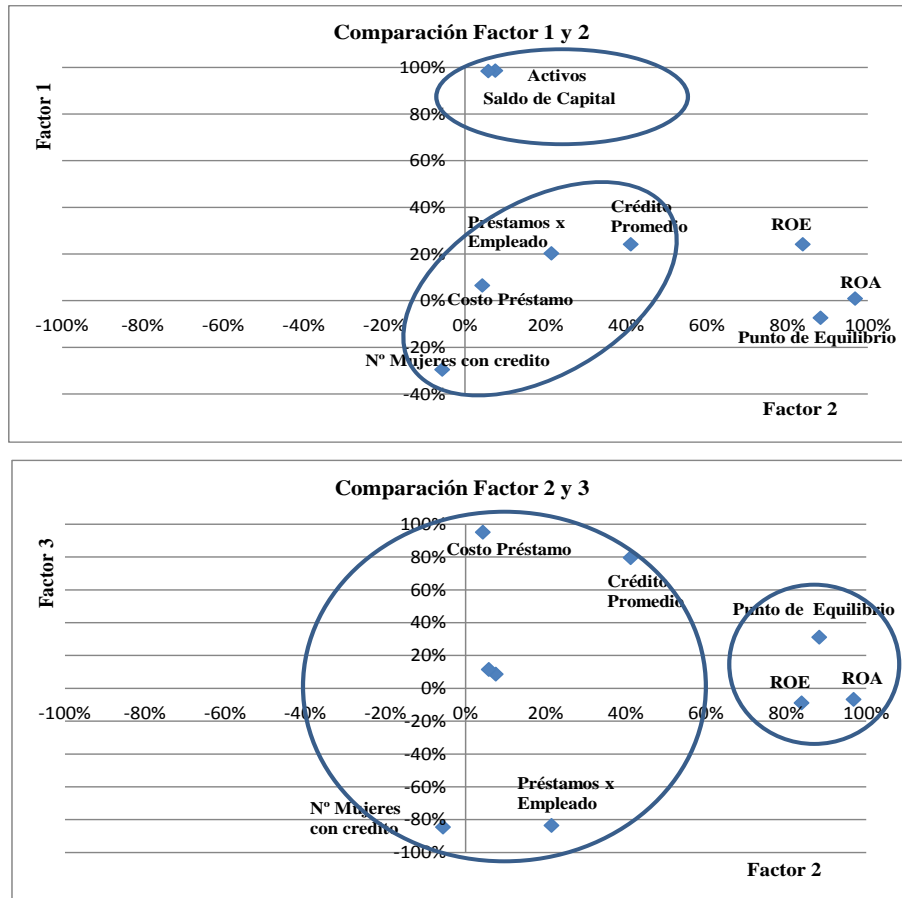 Comparación Factor 1 y 2
Factor 1
100%
80%
60%
40%
20%
0%
-20%
-40%
-100%
-80%
-60%
-40%
-20%
0%
20%
40%
60%
80%
100%
Activos
Saldo de Capital
Préstamos x
Empleado
Crédito
Promedio
ROE
ROA
Costo Préstamo
Punto de Equilibrio
Nº Mujeres con credito
Factor 2
Comparación Factor 2 y 3
Factor 3
100%
80%
60%
40%
20%
0%
-20%
-40%
-60%
-80%
-100%
-100%
-80%
-60%
-40%
-20%
0%
20%
40%
60%
80%
100%
Costo Préstamo
Crédito
Promedio
Punto de Equilibrio
ROE
ROA
Préstamos x
Empleado
Nº Mujeres
con credito
Factor 2